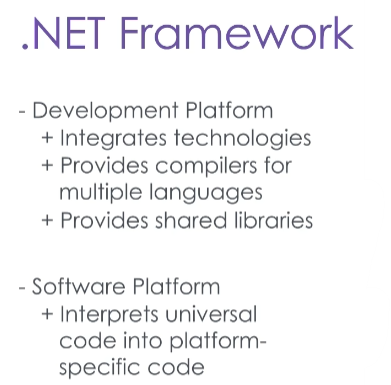 .NET Framework
- Development Platform
+ Integrates technologies
+ Provides compilers for
multiple languages
+ Provides shared libraries
- Software Platform
+ Interprets universal
code into platform-
specific code